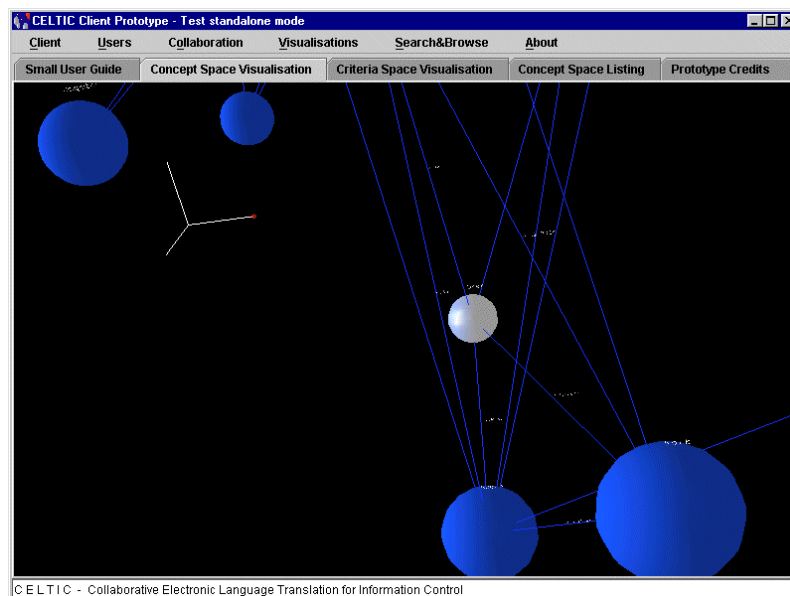 CELTIC Client Prototype - Test standalone mode
Client Users Collaboration Visualisations Search&Browse About
Small User Guide Concept Space Visualisation Criteria Space Visualisation Concept Space Listing Prototype Credits
C E L T I C - Collaborative Electronic Language Translation for Information Control